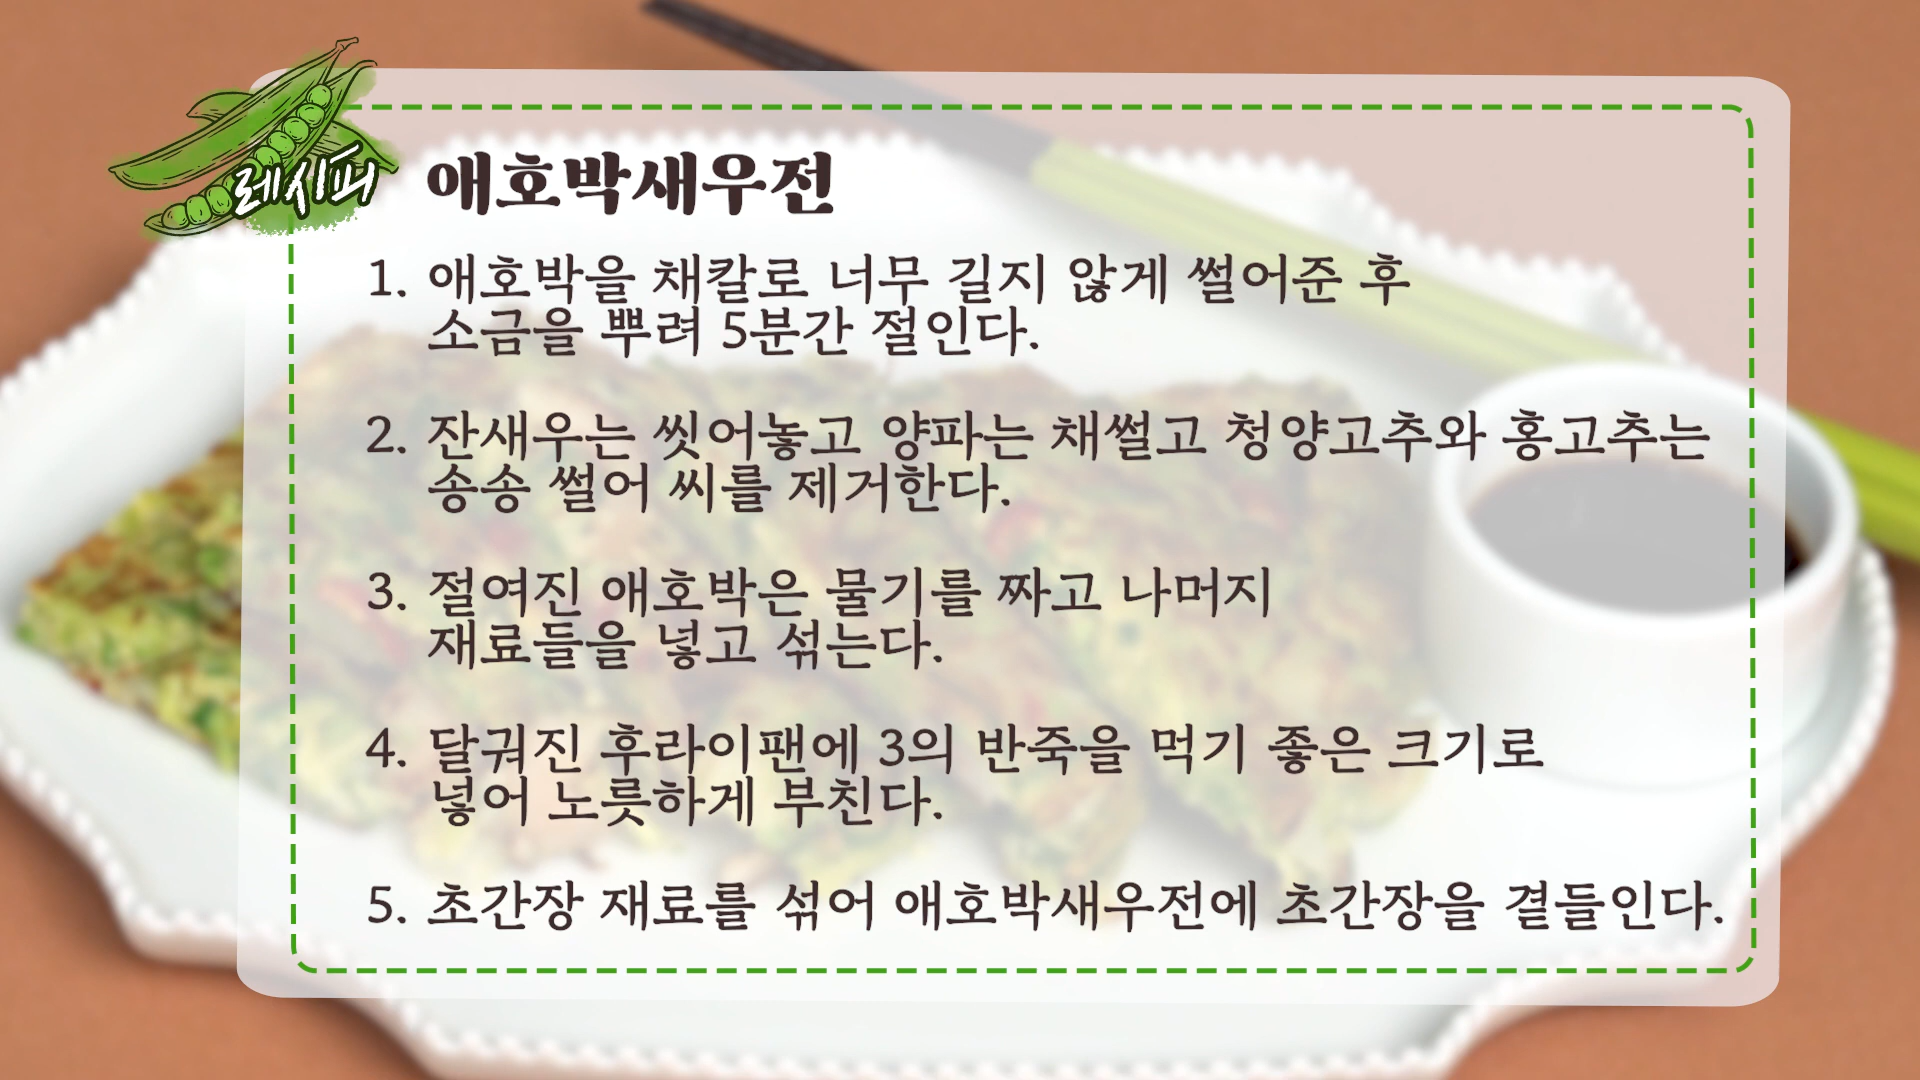 레시피
애호박새우전
1. 애호박을 채칼로 너무 길지 않게 썰어준 후
소금을 뿌려 5분간 절인다.
2. 잔새우는 씻어놓고 양파는 채썰고 청양고추와 홍고추는
송송 썰어 씨를 제거한다.
3. 절여진 애호박은 물기를 짜고 나머지
재료들을 넣고 섞는다.
4. 달궈진 후라이팬에 3의 반죽을 먹기 좋은 크기로
넣어 노릇하게 부친다.
5. 초간장 재료를 섞어 애호박새우전에 초간장을 곁들인다.